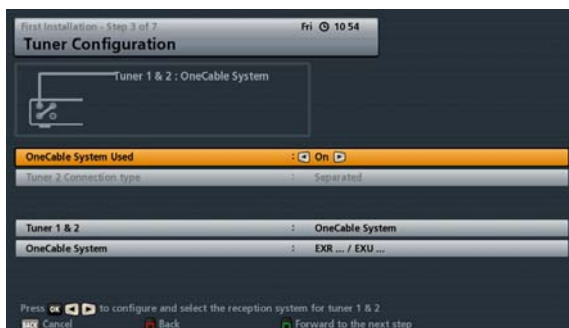 First Installation - Step 3 of 7
Fri 10 54
Tuner Configuration
Tuner 1 & 2 : OneCable System
OneCable System Used : On
Tuner 2 Connection type : Separated
Tuner 1 & 2 : OneCable System
OneCable System : EXR ... / EXU ...
Press OK to configure and select the reception system for tuner 1 & 2
BACK Cancel Back Forward to the next step